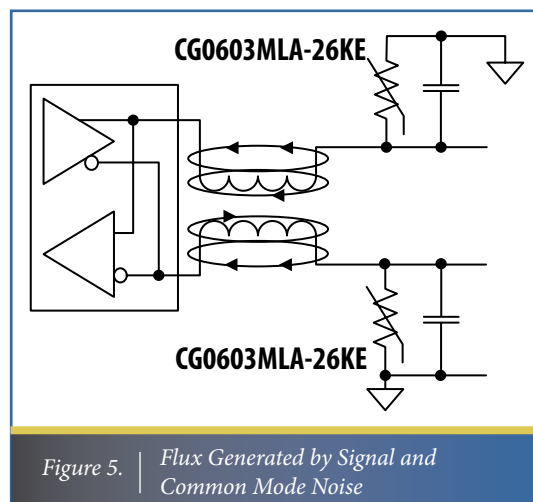 CG0603MLA-26KE
CG0603MLA-26KE
Figure 5.
Flux Generated by Signal and
Common Mode Noise